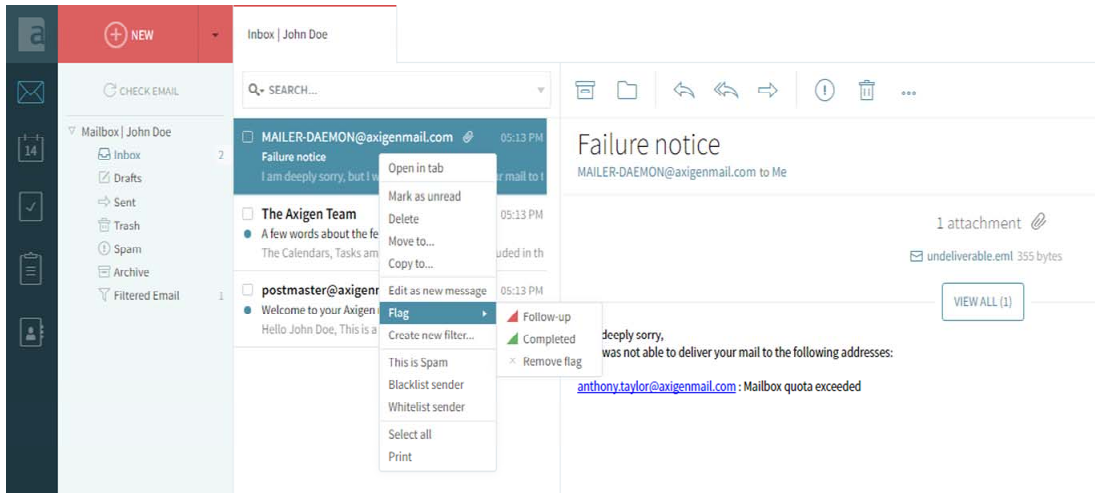 a
NEW
Inbox | John Doe
CHECK EMAIL
SEARCH...
14
Mailbox | John Doe
Inbox 2
Drafts
Sent
Trash
Spam
Archive
Filtered Email 1
MAILER-DAEMON@axigenmail.com 05:13 PM
Failure notice
I am deeply sorry, but I w r mail to t
The Axigen Team 05:13 PM
A few words about the fe
The Calendars, Tasks am uded in th
postmaster@axigenr 05:13 PM
Welcome to your Axigen
Hello John Doe, This is a
Open in tab
Mark as unread
Delete
Move to...
Copy to...
Edit as new message
Flag
Create new filter...
This is Spam
Blacklist sender
Whitelist sender
Select all
Print
Follow-up
Completed
Remove flag
Failure notice
MAILER-DAEMON@axigenmail.com to Me
1 attachment
undeliverable.eml 355 bytes
VIEW ALL (1)
deeply sorry,
was not able to deliver your mail to the following addresses:
anthony.taylor@axigenmail.com : Mailbox quota exceeded